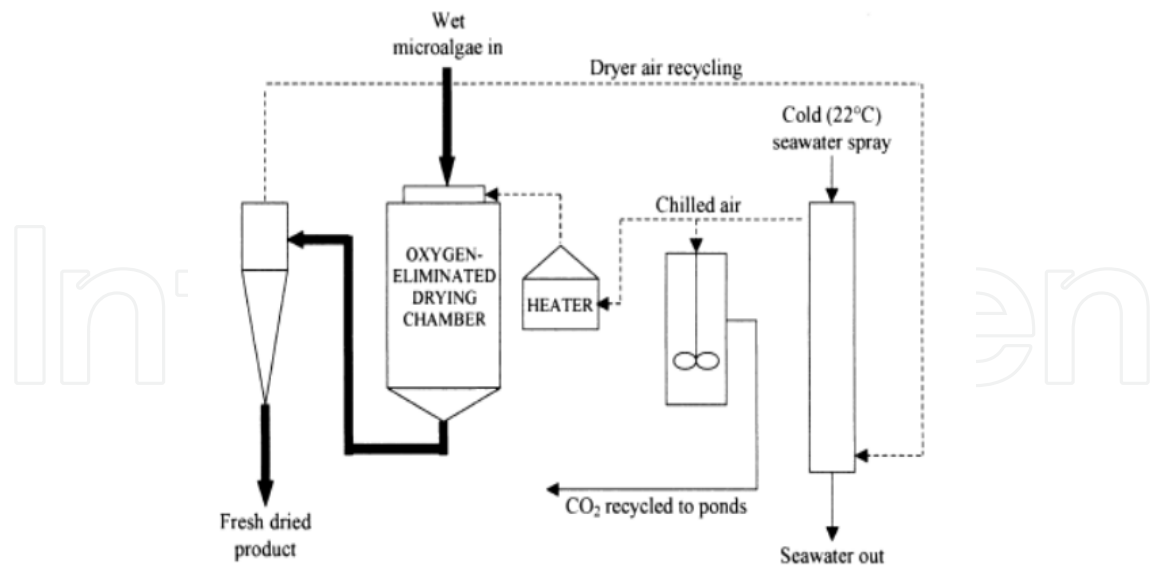 Wet
microalgae in
Dryer air recycling
Cold (22°C)
seawater spray
Chilled air
OXYGEN-
ELIMINATED
DRYING
CHAMBER
HEATER
CO₂ recycled to ponds
Fresh dried
product
Seawater out